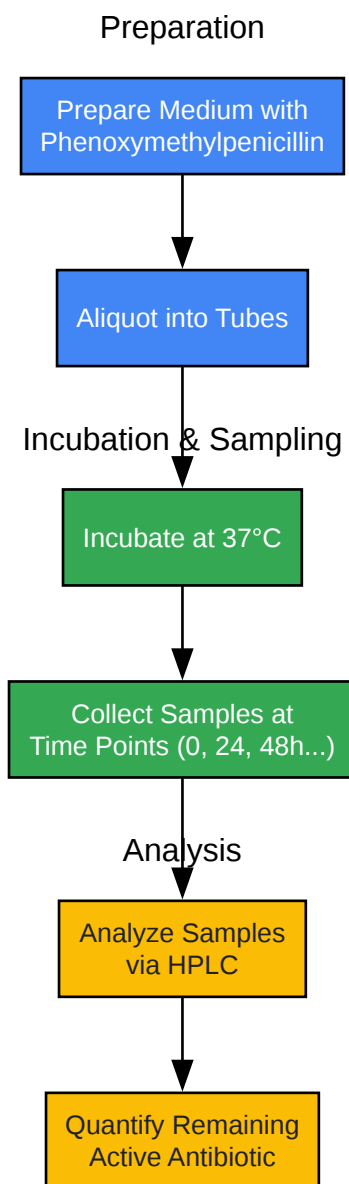 Preparation
Prepare Medium with
Phenoxymethylpenicillin
Aliquot into Tubes
Incubation & Sampling
Incubate at 37°C
Collect Samples at
Time Points (0, 24, 48h...)
Analysis
Analyze Samples
via HPLC
Quantify Remaining
Active Antibiotic